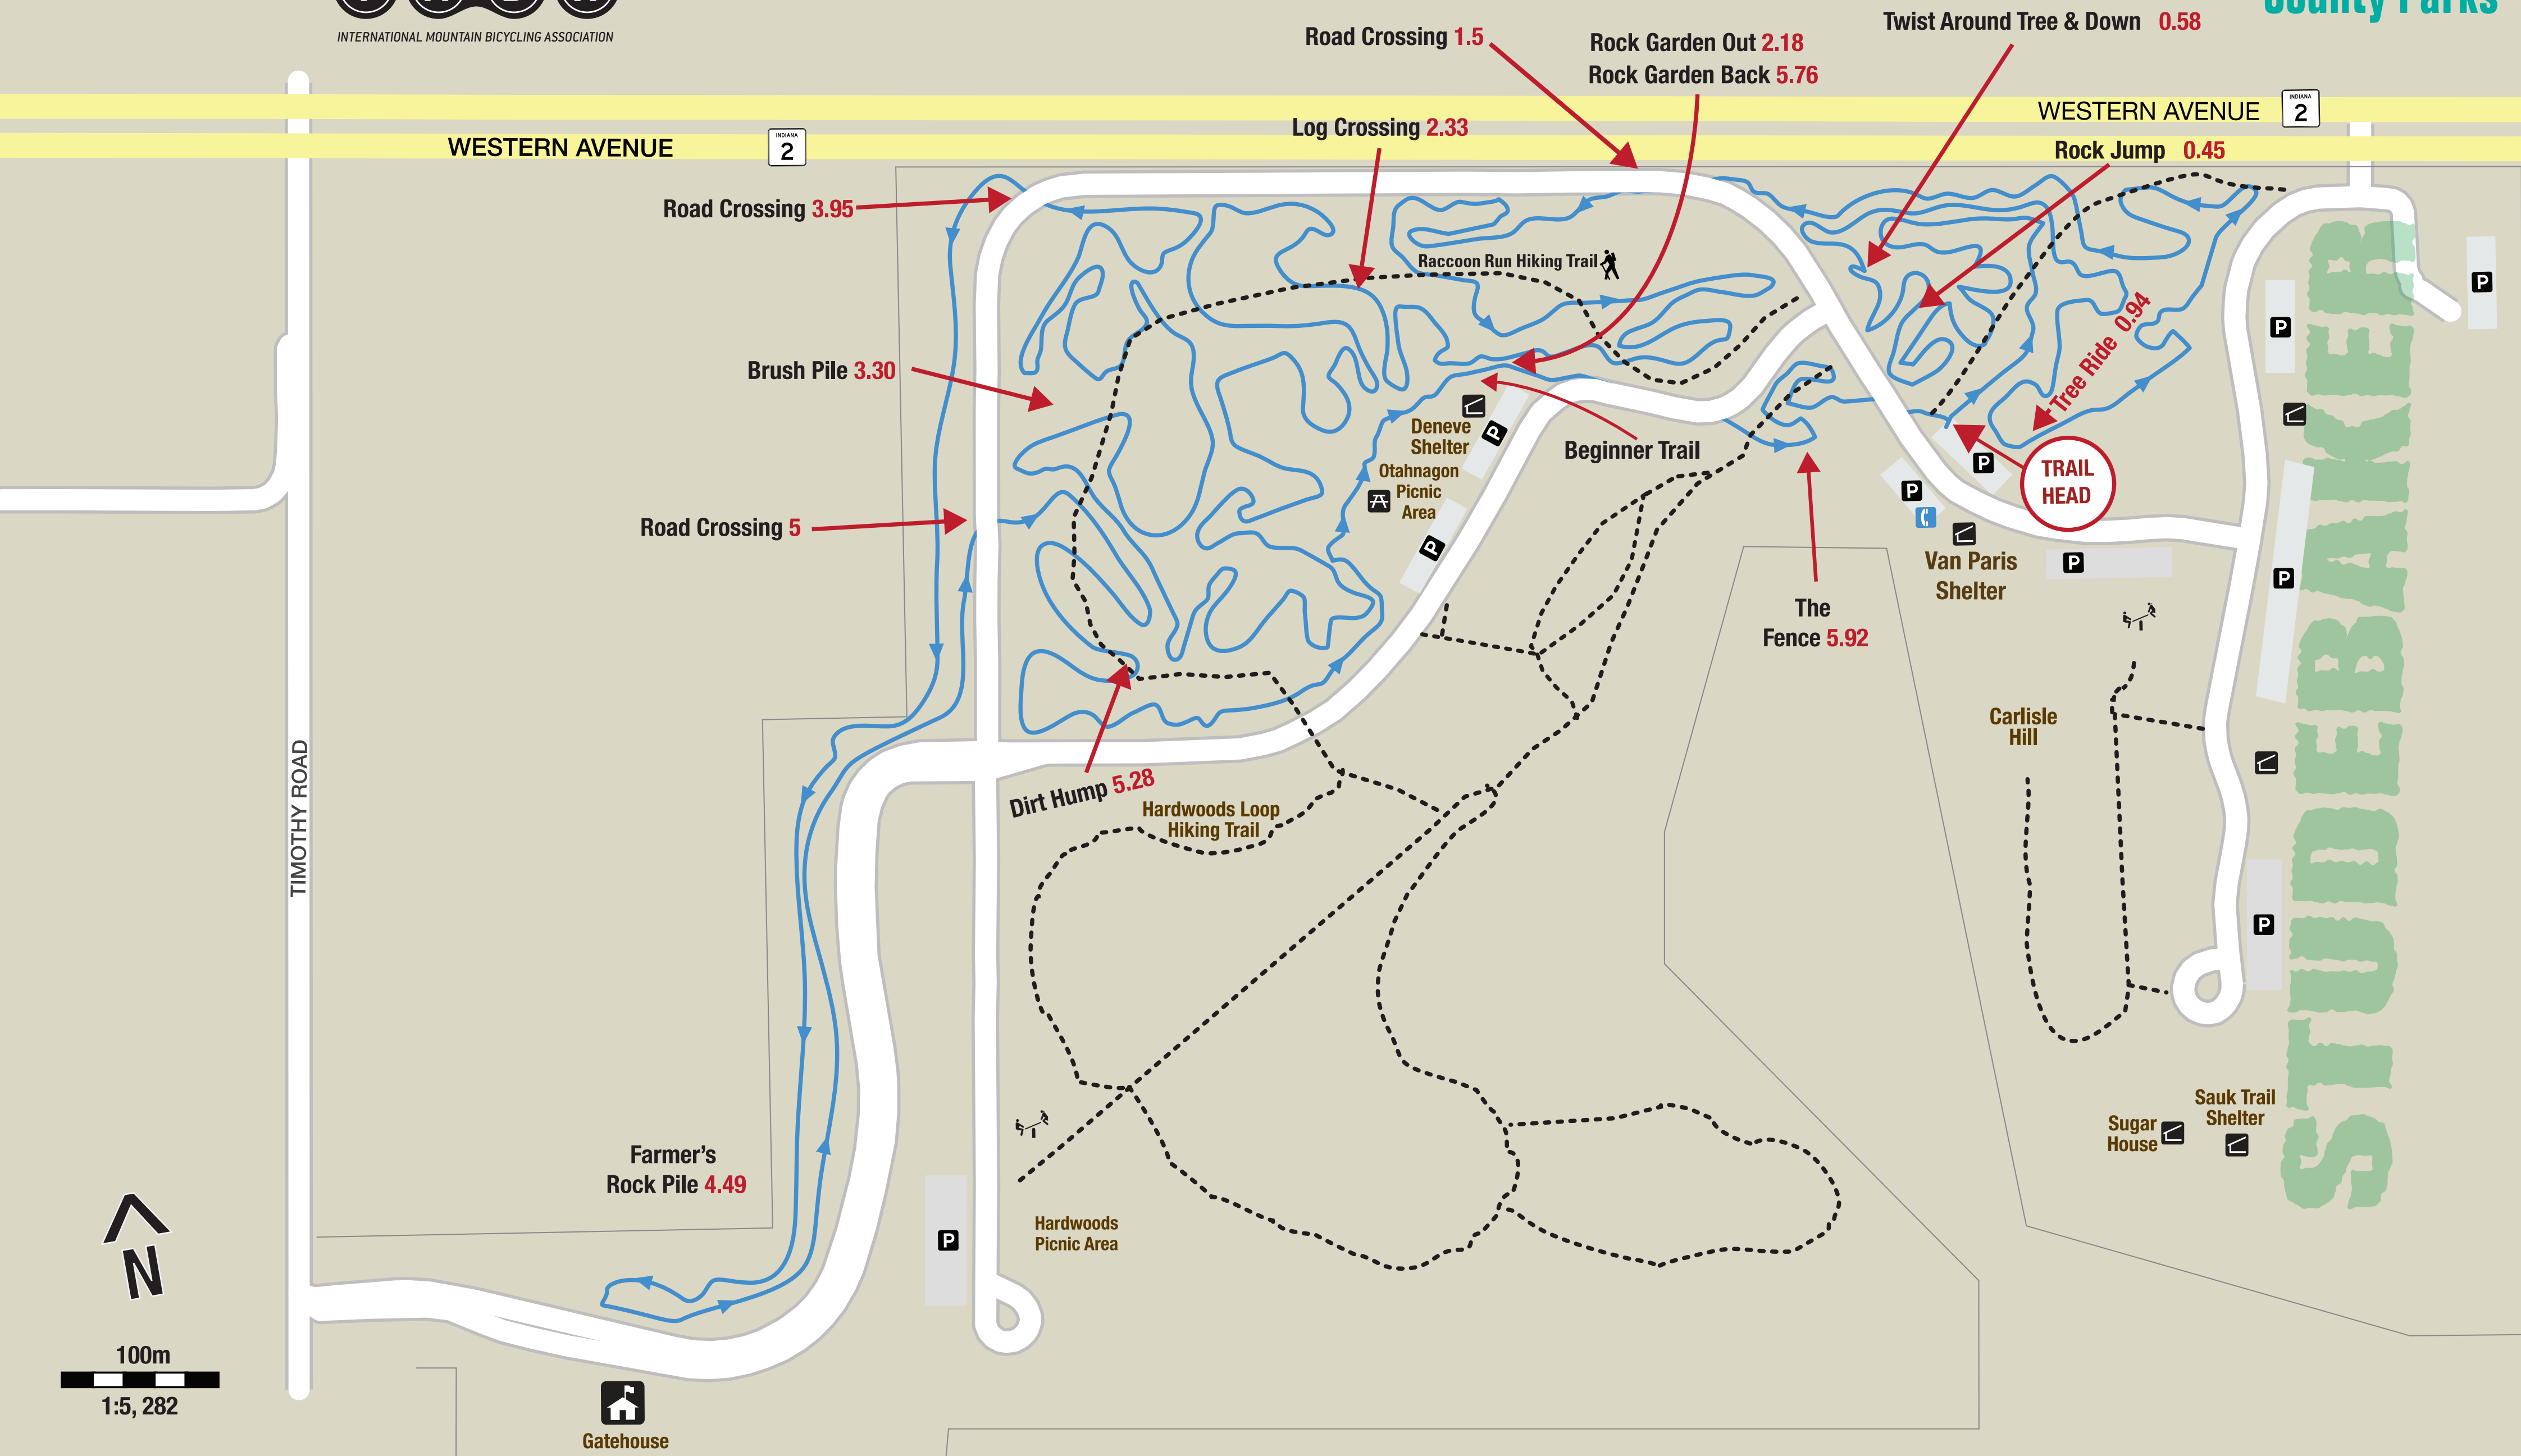 INTERNATIONAL MOUNTAIN BICYCLING ASSOCIATION
County Parks
Road Crossing 1.5
Rock Garden Out 2.18
Rock Garden Back 5.76
Twist Around Tree & Down 0.58
WESTERN AVENUE
INDIANA
2
WESTERN AVENUE
INDIANA
2
Log Crossing 2.33
Rock Jump 0.45
Road Crossing 3.95
Raccoon Run Hiking Trail
P
P
Tree Ride 0.94
Brush Pile 3.30
Deneve
Shelter
P
Beginner Trail
Otahnagon
Picnic
Area
P
TRAIL
HEAD
P
P
Road Crossing 5
Van Paris
Shelter
P
P
The
Fence 5.92
Carlisle
Hill
TIMOTHY ROAD
Dirt Hump 5.28
Hardwoods Loop
Hiking Trail
P
STUDEBAKER
Farmer's
Rock Pile 4.49
Sugar
House
Sauk Trail
Shelter
Hardwoods
Picnic Area
P
N
100m
1:5, 282
Gatehouse